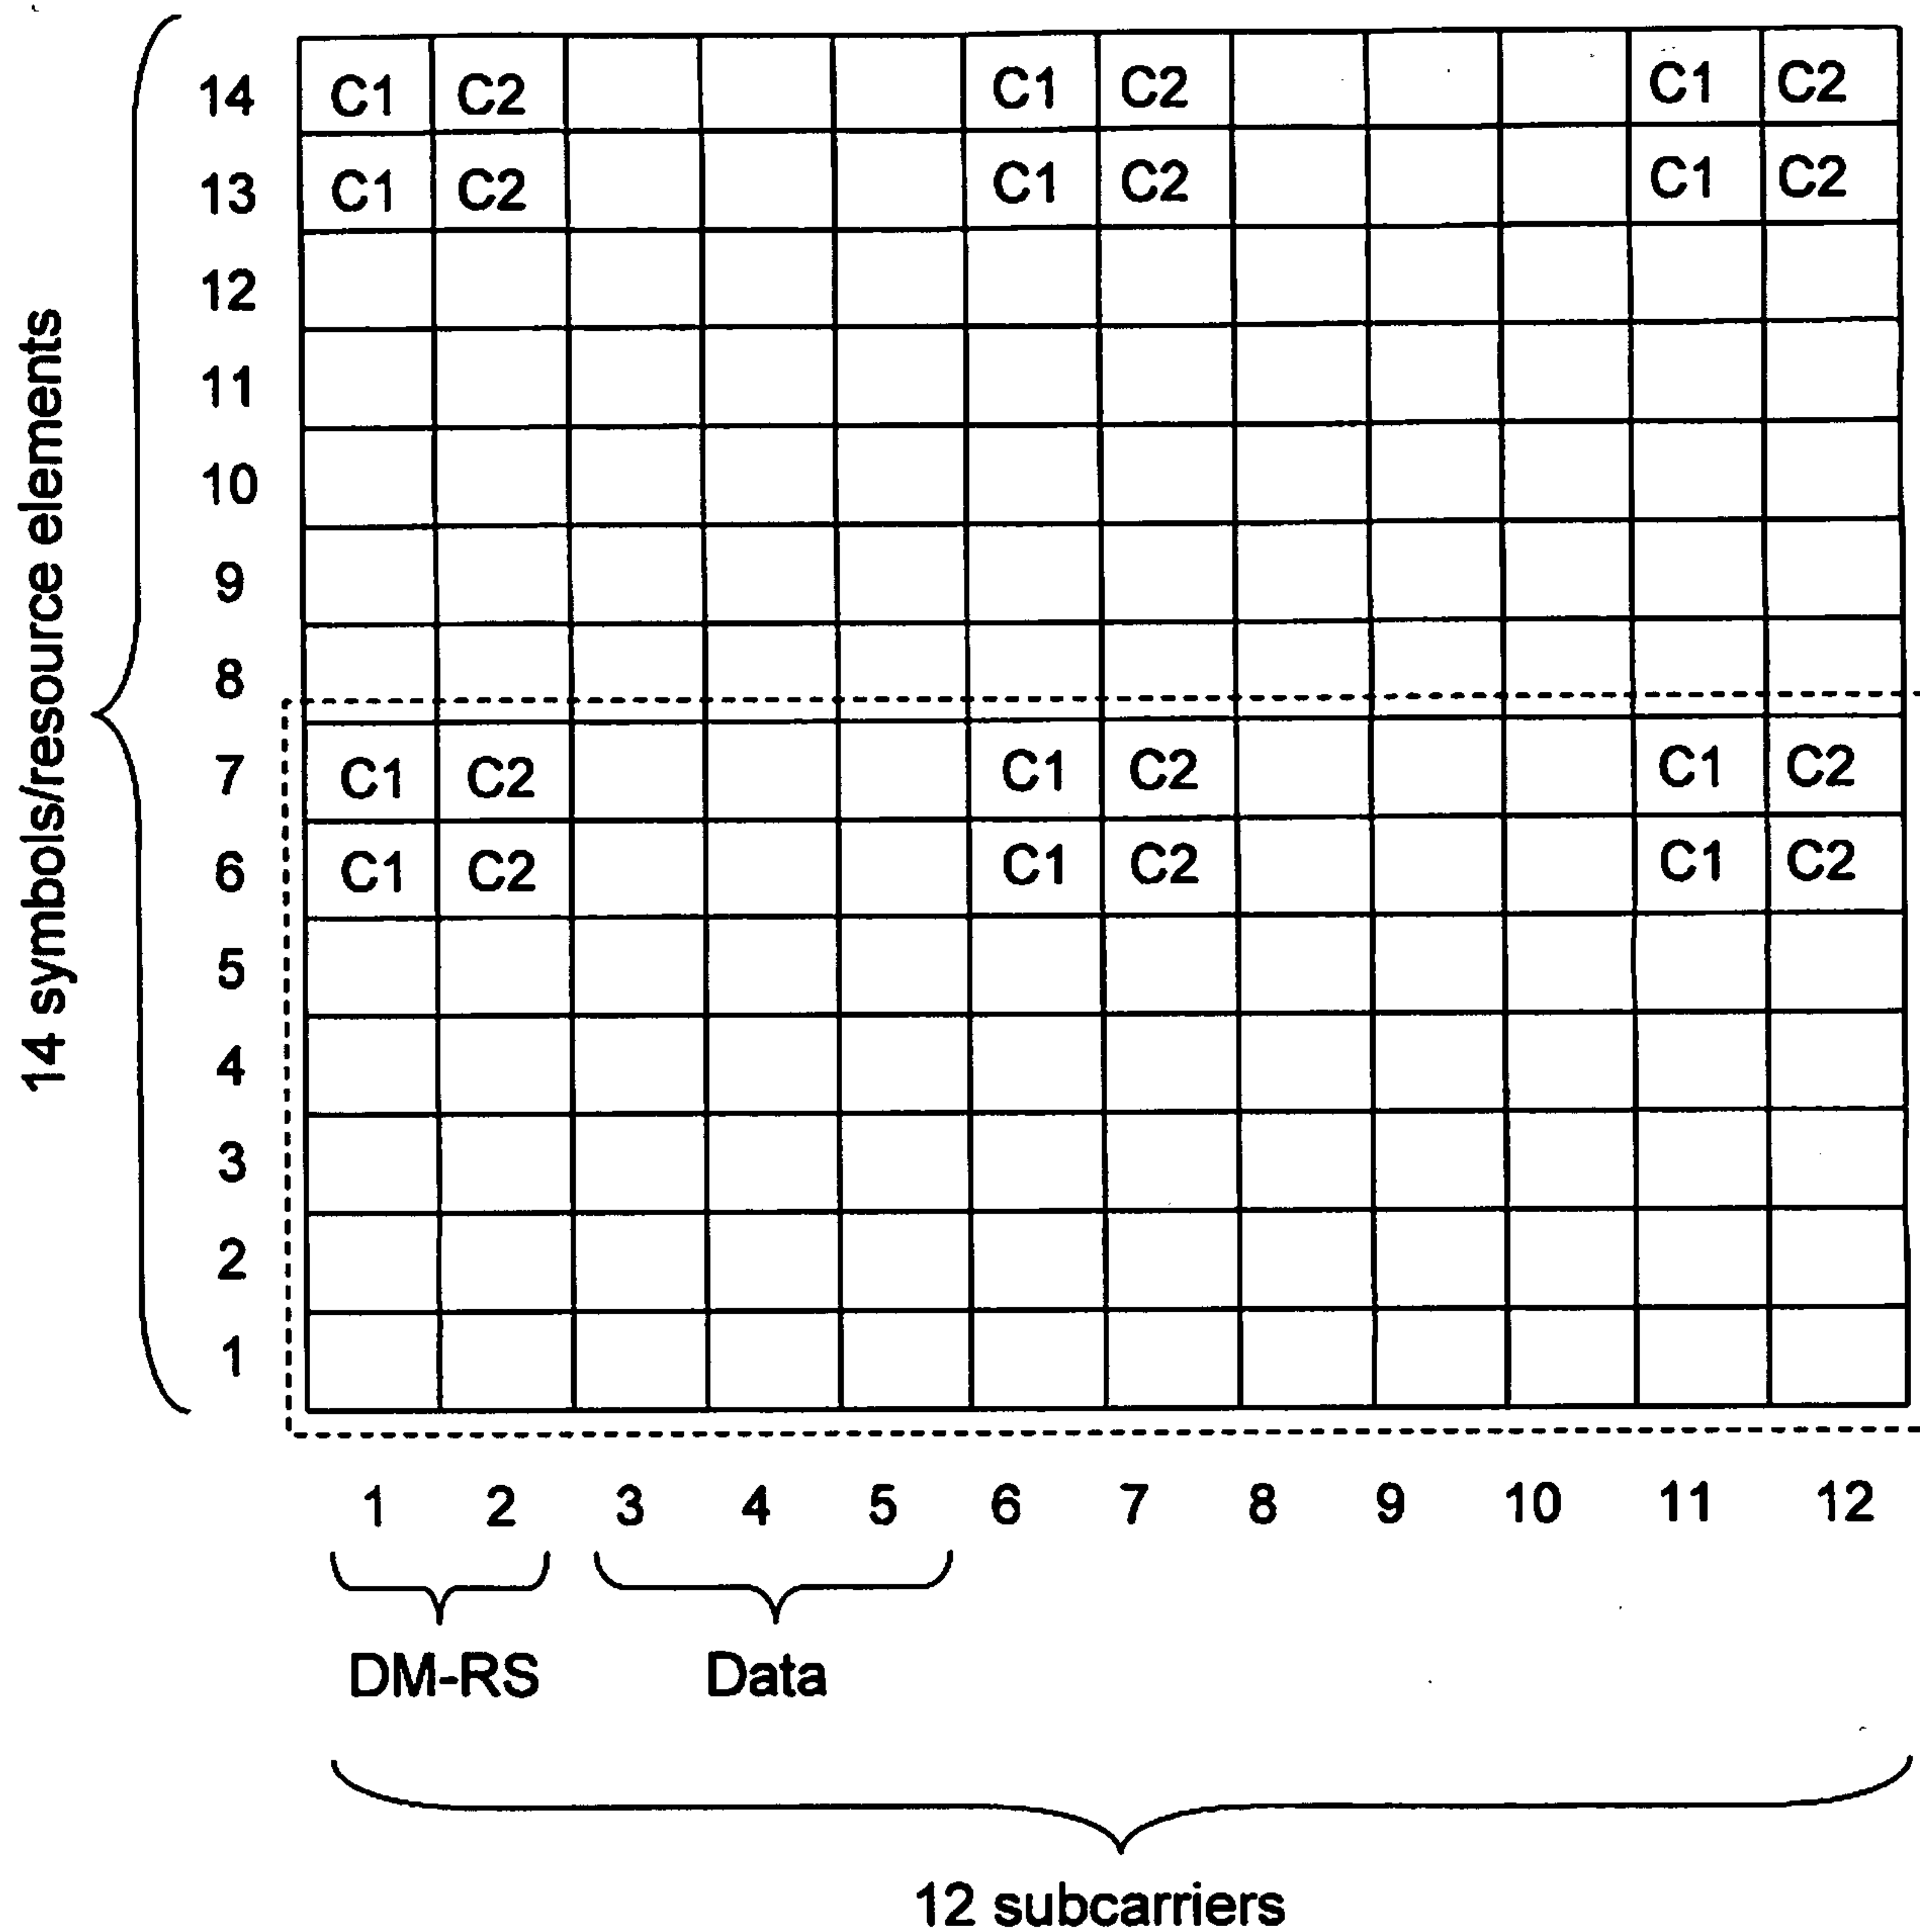 14 symbols/resource elements
14 C1 C2 C1 C2 C1 C2
13 C1 C2 C1 C2 C1 C2
12
11
10
9
8
7 C1 C2 C1 C2 C1 C2
6 C1 C2 C1 C2 C1 C2
5
4
3
2
1
1 2 3 4 5 6 7 8 9 10 11 12
DM-RS Data
12 subcarriers